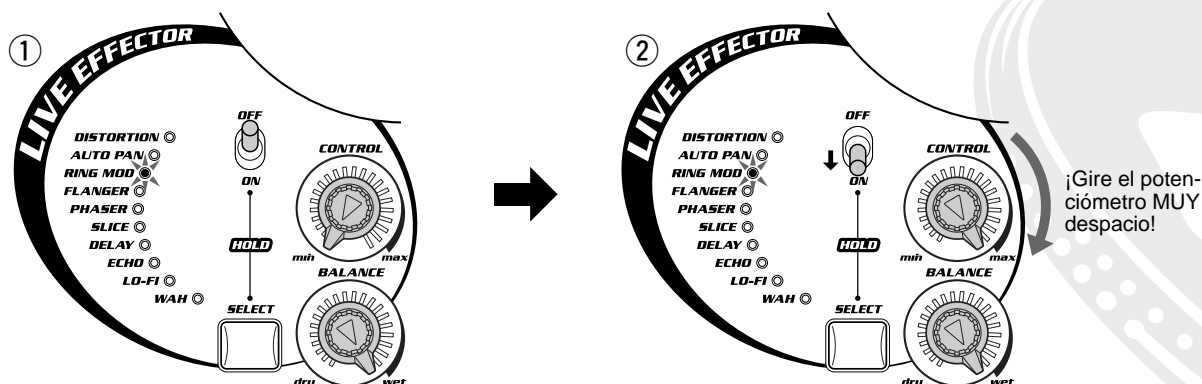 ①
LIVE EFFECTOR
OFF
DISTORTION
AUTO PAN
RING MOD
FLANGER
PHASER
SLICE
DELAY
ECHO
LO-FI
WAH
ON
HOLD
SELECT
CONTROL
min
max
BALANCE
dry
wet
②
LIVE EFFECTOR
OFF
DISTORTION
AUTO PAN
RING MOD
FLANGER
PHASER
SLICE
DELAY
ECHO
LO-FI
WAH
ON
HOLD
SELECT
CONTROL
min
max
BALANCE
dry
wet
¡Gire el poten-
ciómetro MUY
despacio!